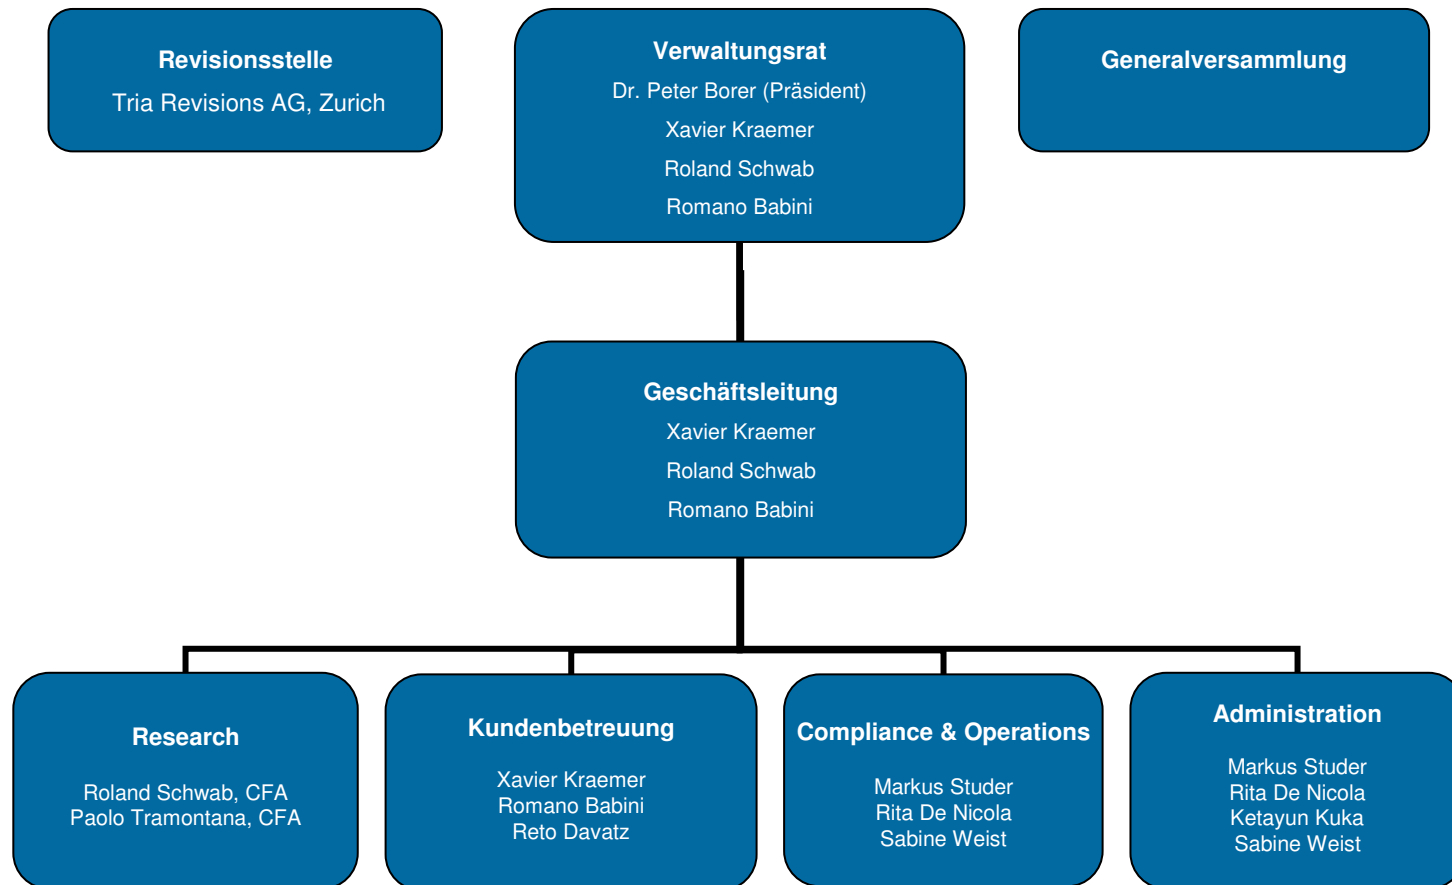 Revisionsstelle
Tria Revisions AG, Zurich
Verwaltungsrat
Dr. Peter Borer (Präsident)
Xavier Kraemer
Roland Schwab
Romano Babini
Generalversammlung
Geschäftsleitung
Xavier Kraemer
Roland Schwab
Romano Babini
Research
Roland Schwab, CFA
Paolo Tramontana, CFA
Kundenbetreuung
Xavier Kraemer
Romano Babini
Reto Davatz
Compliance & Operations
Markus Studer
Rita De Nicola
Sabine Weist
Administration
Markus Studer
Rita De Nicola
Ketayun Kuka
Sabine Weist